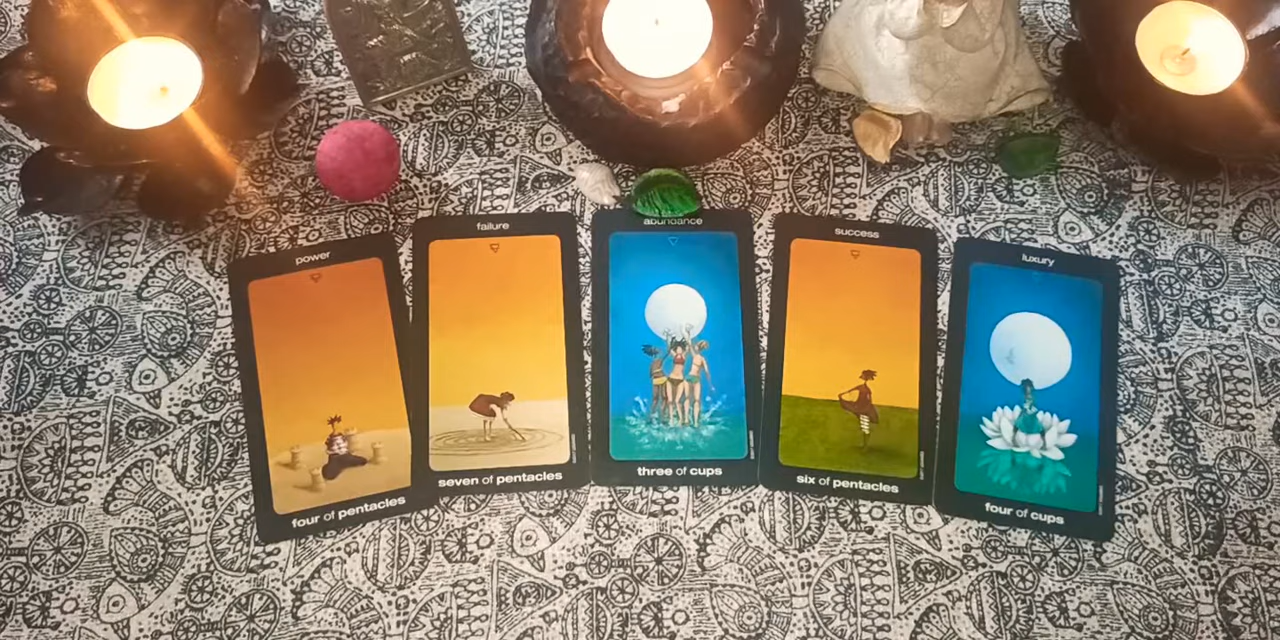 power
four of pentacles
failure
seven of pentacles
abundance
three of cups
success
six of pentacles
luxury
four of cups